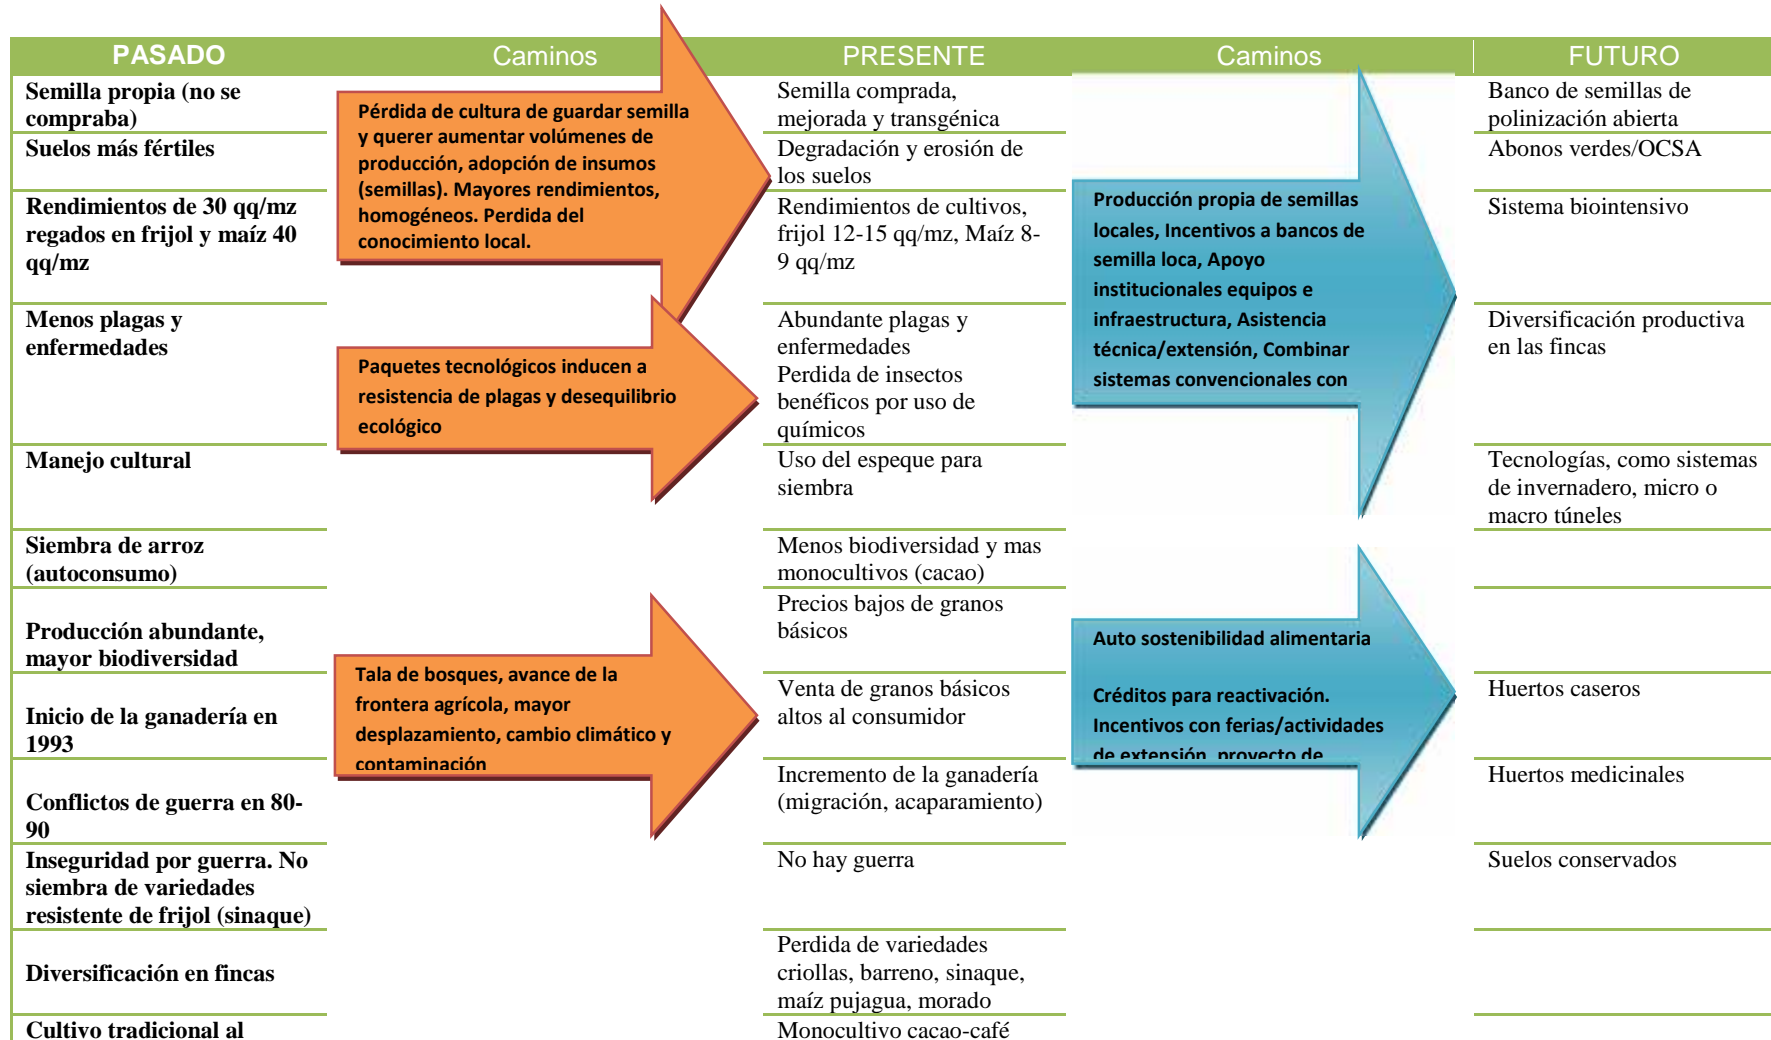 PASADO
Caminos
PRESENTE
Caminos
FUTURO
Semilla propia (no se
compraba)
Suelos más fértiles
Rendimientos de 30 qq/mz
regados en frijol y maíz 40
qq/mz
Menos plagas y
enfermedades
Manejo cultural
Siembra de arroz
(autoconsumo)
Producción abundante,
mayor biodiversidad
Inicio de la ganadería en
1993
Conflictos de guerra en 80-
90
Inseguridad por guerra. No
siembra de variedades
resistente de frijol (sinaque)
Diversificación en fincas
Cultivo tradicional al
Pérdida de cultura de guardar semilla
y querer aumentar volúmenes de
producción, adopción de insumos
(semillas). Mayores rendimientos,
homogéneos. Perdida del
conocimiento local.
Paquetes tecnológicos inducen a
resistencia de plagas y desequilibrio
ecológico
Tala de bosques, avance de la
frontera agrícola, mayor
desplazamiento, cambio climático y
contaminación
Semilla comprada,
mejorada y transgénica
Degradación y erosión de
los suelos
Rendimientos de cultivos,
frijol 12-15 qq/mz, Maíz 8-
9 qq/mz
Abundante plagas y
enfermedades
Perdida de insectos
benéficos por uso de
químicos
Uso del espeque para
siembra
Menos biodiversidad y mas
monocultivos (cacao)
Precios bajos de granos
básicos
Venta de granos básicos
altos al consumidor
Incremento de la ganadería
(migración, acaparamiento)
No hay guerra
Perdida de variedades
criollas, barreno, sinaque,
maíz pujagua, morado
Monocultivo cacao-café
Producción propia de semillas
locales, Incentivos a bancos de
semilla loca, Apoyo
institucionales equipos e
infraestructura, Asistencia
técnica/extensión, Combinar
sistemas convencionales con
Auto sostenibilidad alimentaria
Créditos para reactivación.
Incentivos con ferias/actividades
de extensión, proyecto de
Banco de semillas de
polinización abierta
Abonos verdes/OCSA
Sistema biointensivo
Diversificación productiva
en las fincas
Tecnologías, como sistemas
de invernadero, micro o
macro túneles
Huertos caseros
Huertos medicinales
Suelos conservados